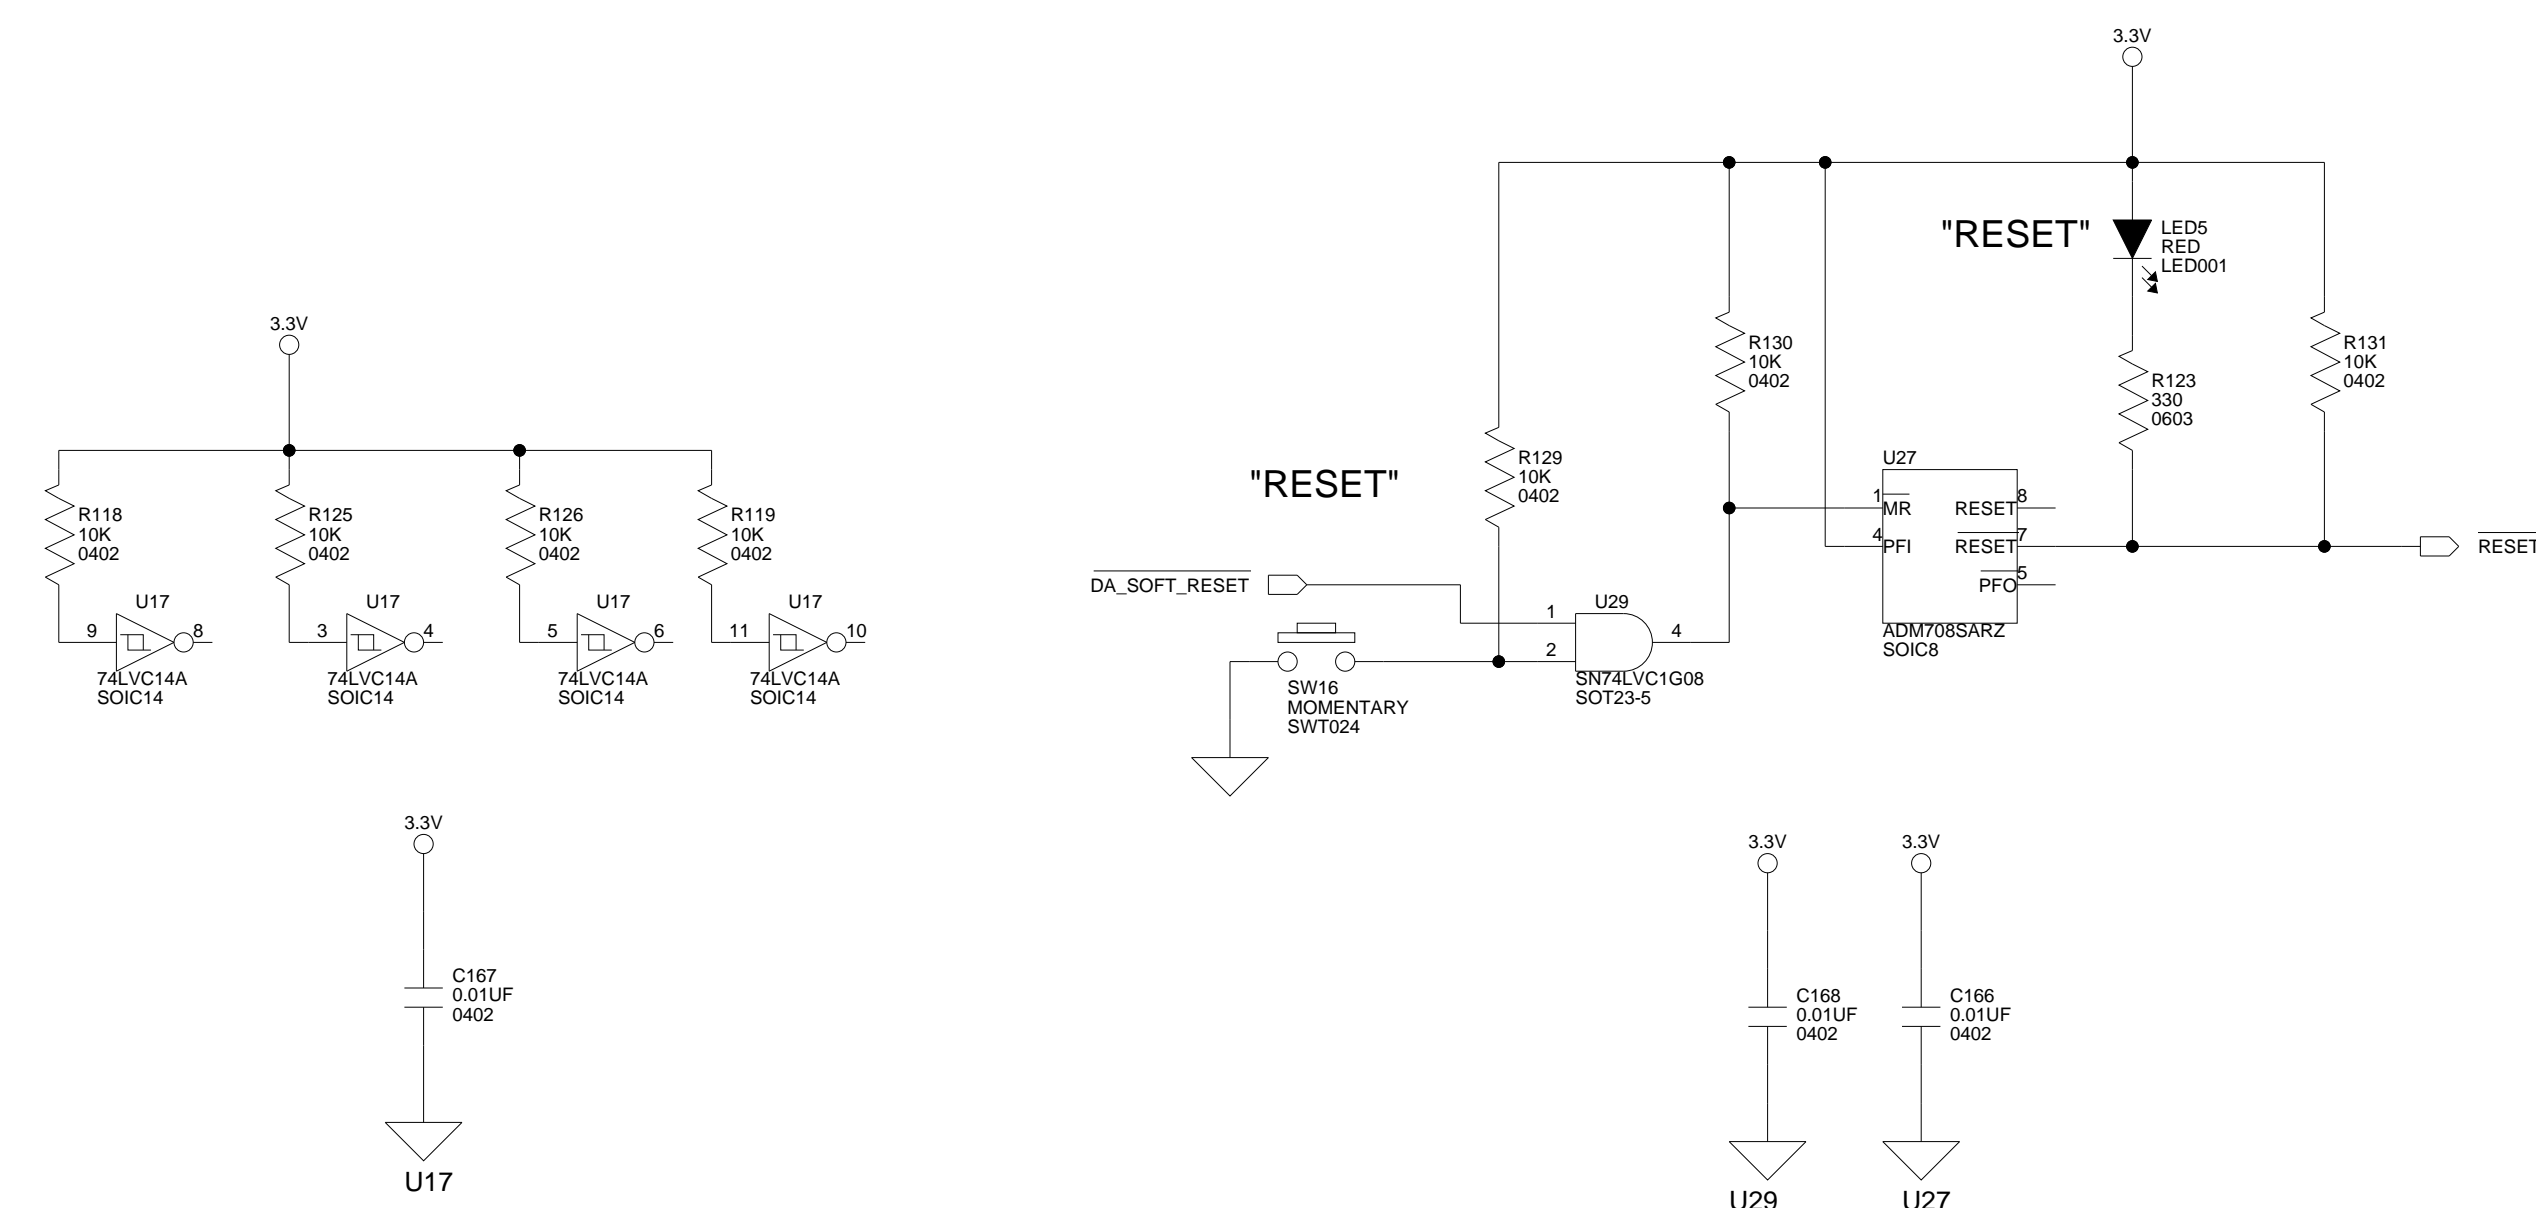 3.3V
"RESET"
LED5
RED
LED001
3.3V
R130
10K
0402
R131
10K
0402
R123
330
0603
"RESET"
R129
10K
0402
U27
1
MR
4
PFI
8
RESET
7
RESET
5
PFO
ADM708SARZ
SOIC8
RESET
R118
10K
0402
R125
10K
0402
R126
10K
0402
R119
10K
0402
DA_SOFT_RESET
U17
9
8
74LVC14A
SOIC14
U17
3
4
74LVC14A
SOIC14
U17
5
6
74LVC14A
SOIC14
U17
11
10
74LVC14A
SOIC14
U29
1
2
4
SN74LVC1G08
SOT23-5
SW16
MOMENTARY
SWT024
3.3V
C167
0.01UF
0402
U17
3.3V
C168
0.01UF
0402
U29
3.3V
C166
0.01UF
0402
U27